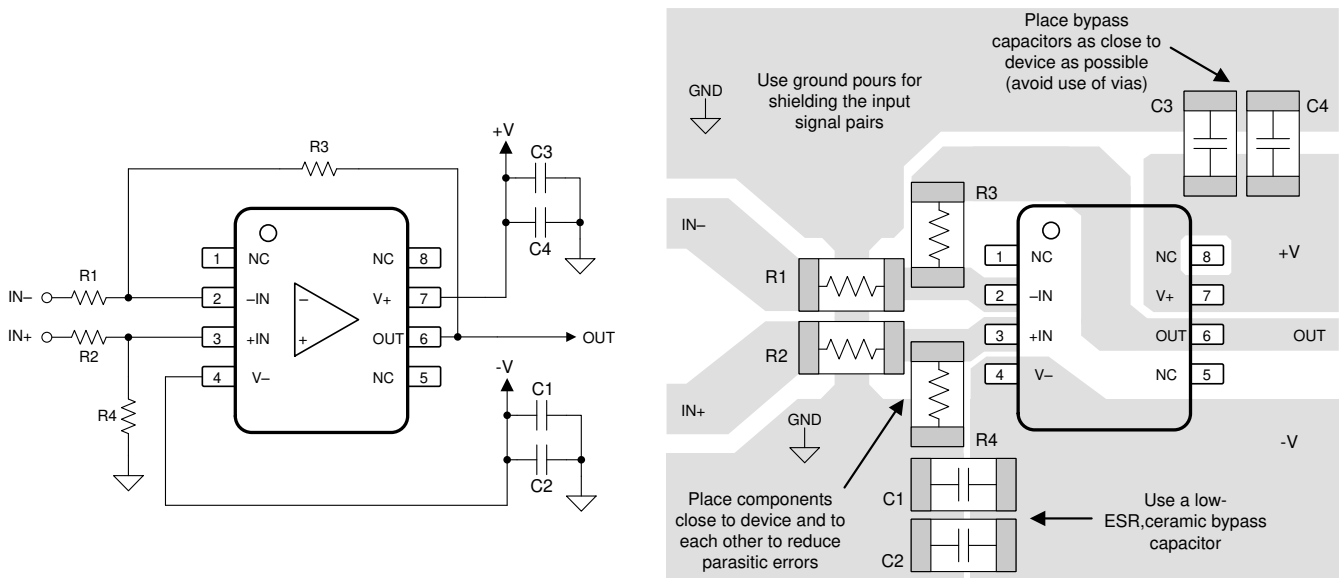 +V
R3
C3
C4
1
NC
NC
8
R1
IN–
2
–IN
V+
7
–
IN+
3
+IN
+
OUT
6
OUT
R2
4
V–
NC
5
-V
R4
C1
C2
Place bypass
capacitors as close to
device as possible
(avoid use of vias)
GND
Use ground pours for
shielding the input
signal pairs
C3
C4
R3
IN–
1
NC
NC
8
+V
R1
2
–IN
V+
7
3
+IN
OUT
6
OUT
R2
4
V–
NC
5
IN+
GND
R4
-V
Place components
close to device and to
each other to reduce
parasitic errors
C1
C2
Use a low-
ESR,ceramic bypass
capacitor